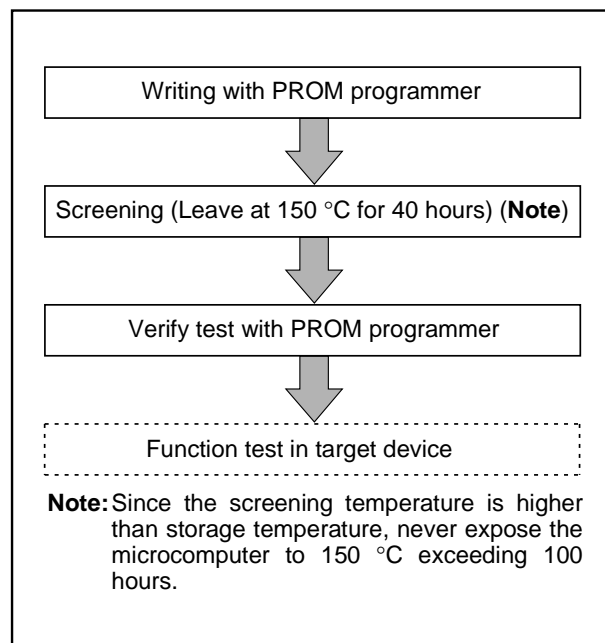 Writing with PROM programmer
Screening (Leave at 150 °C for 40 hours) (Note)
Verify test with PROM programmer
Function test in target device
Note: Since the screening temperature is higher
than storage temperature, never expose the
microcomputer to 150 °C exceeding 100
hours.